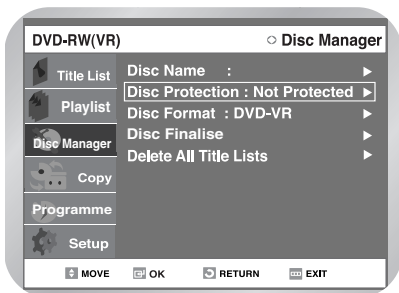 DVD-RW(VR) Disc Manager
Title List
Playlist
Disc Manager
Copy
Programme
Setup
Disc Name :
Disc Protection : Not Protected
Disc Format : DVD-VR
Disc Finalise
Delete All Title Lists
MOVE OK RETURN EXIT